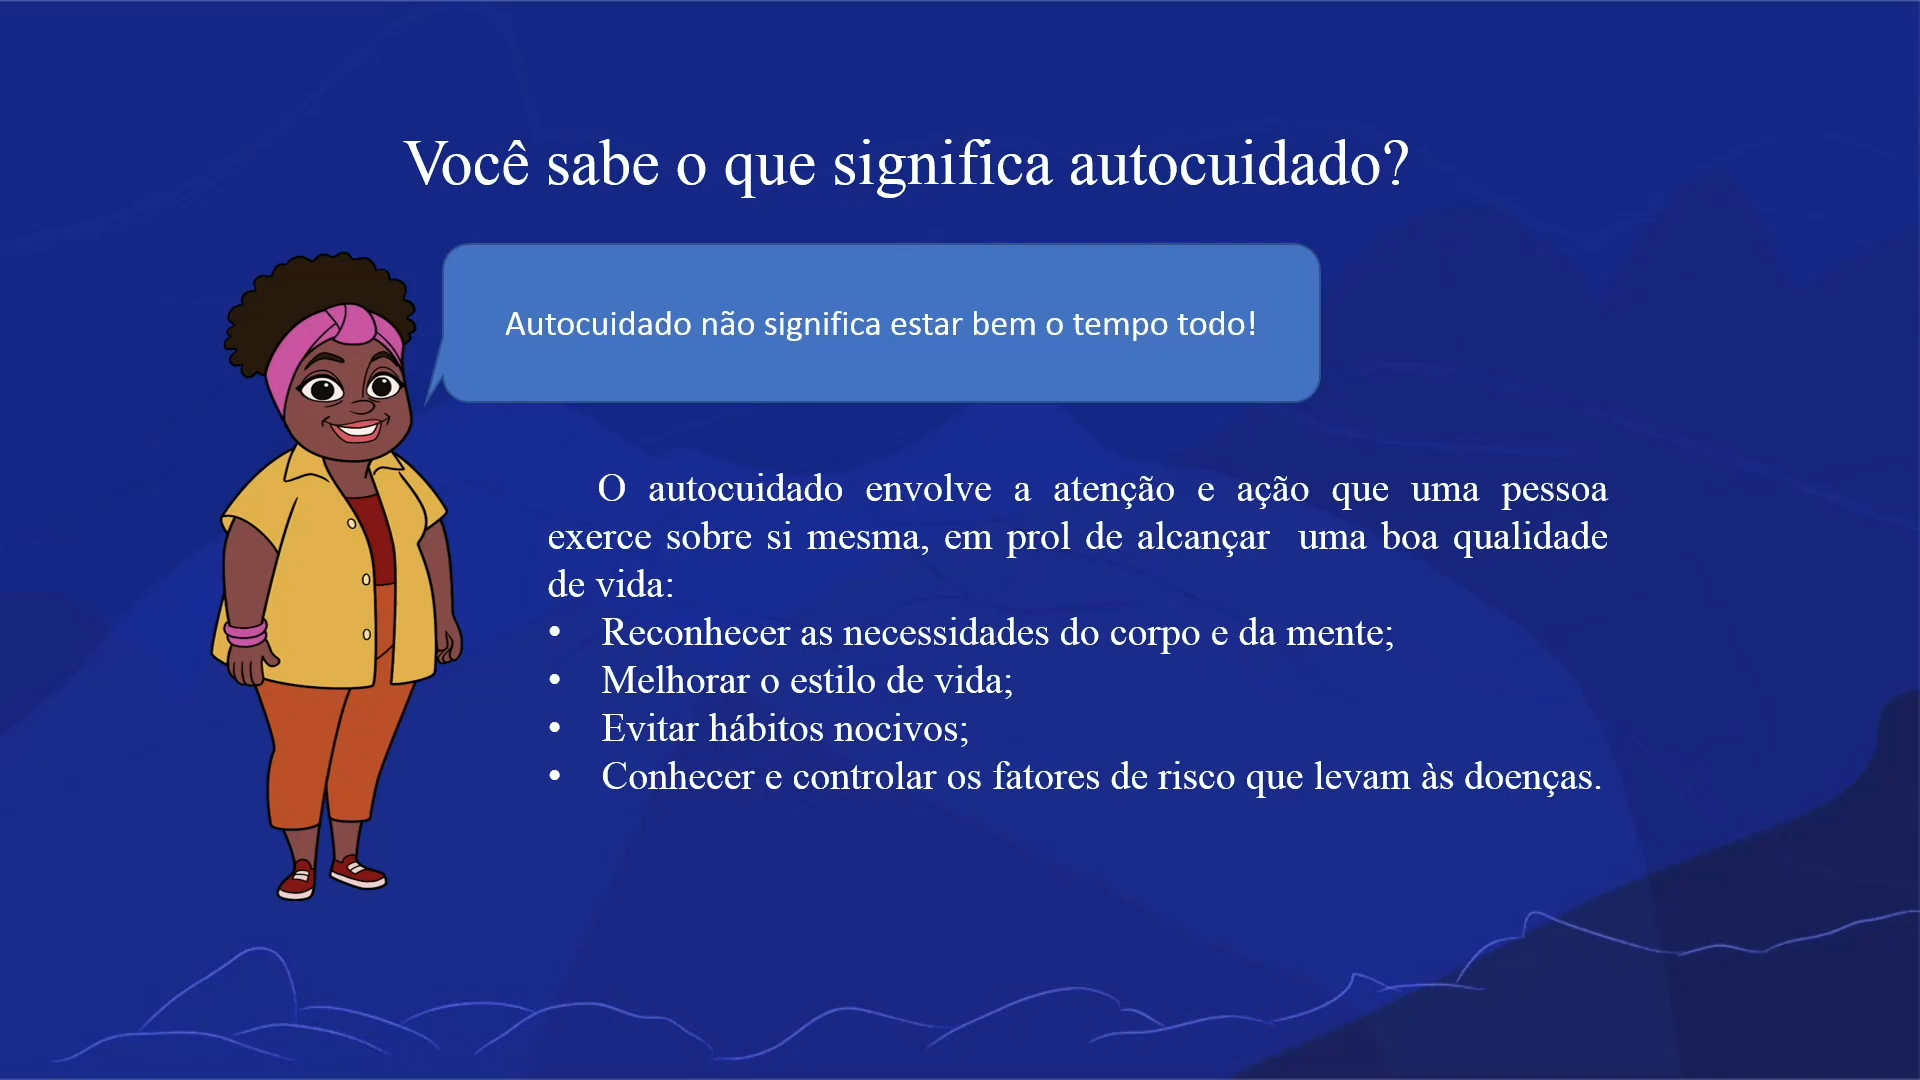 Você sabe o que significa autocuidado?
Autocuidado não significa estar bem o tempo todo!
O autocuidado envolve a atenção e ação que uma pessoa
exerce sobre si mesma, em prol de alcançar uma boa qualidade
de vida:
• Reconhecer as necessidades do corpo e da mente;
• Melhorar o estilo de vida;
• Evitar hábitos nocivos;
• Conhecer e controlar os fatores de risco que levam às doenças.